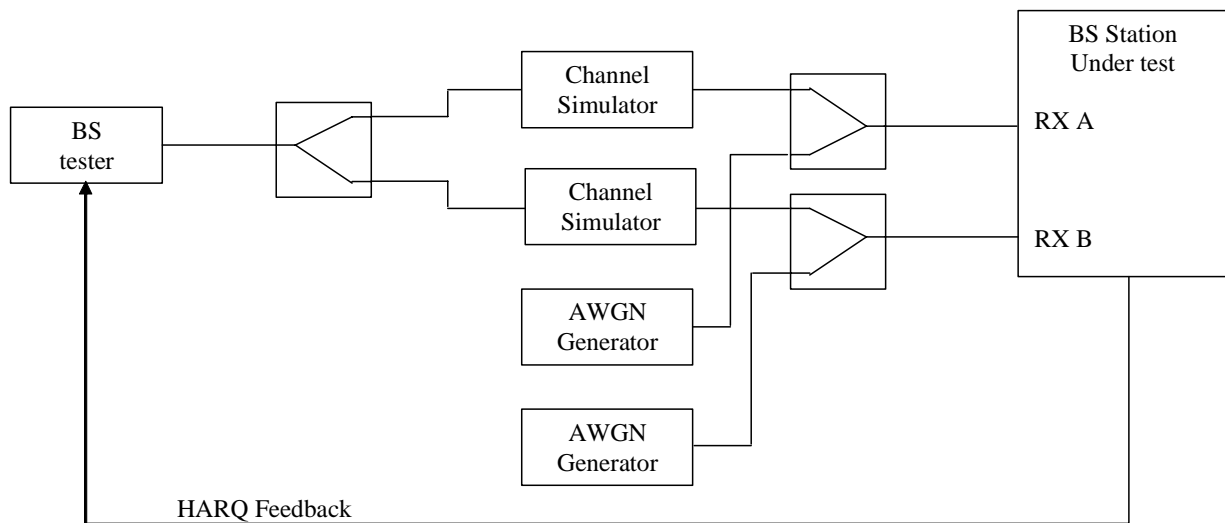 BS
tester
Channel
Simulator
Channel
Simulator
AWGN
Generator
AWGN
Generator
BS Station
Under test
RX A
RX B
HARQ Feedback